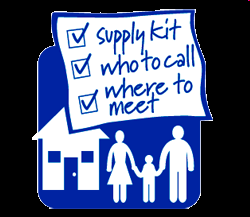 supply kit
who to call
where to
meet